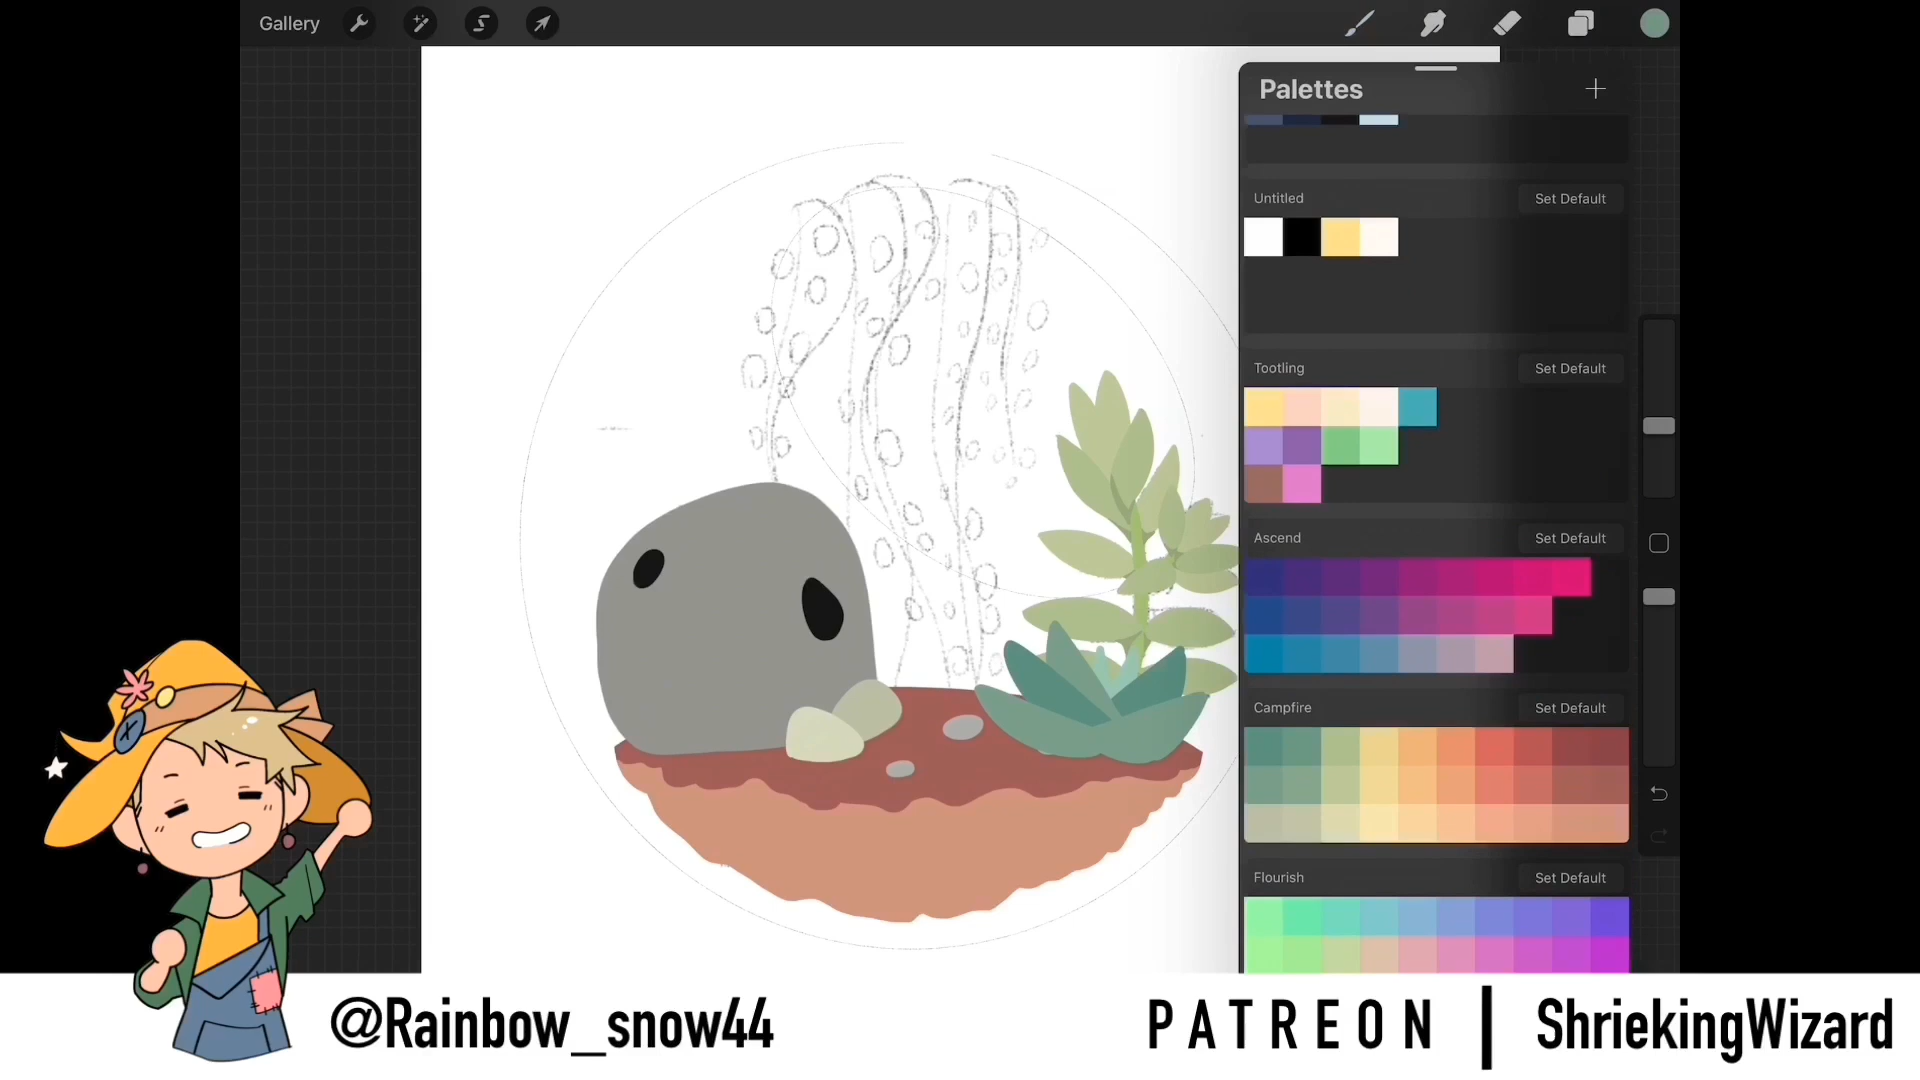 Gallery
Palettes
Untitled
Set Default
Tootling
Set Default
Ascend
Set Default
Campfire
Set Default
Flourish
Set Default
@Rainbow_snow44
PATREON | ShriekingWizard